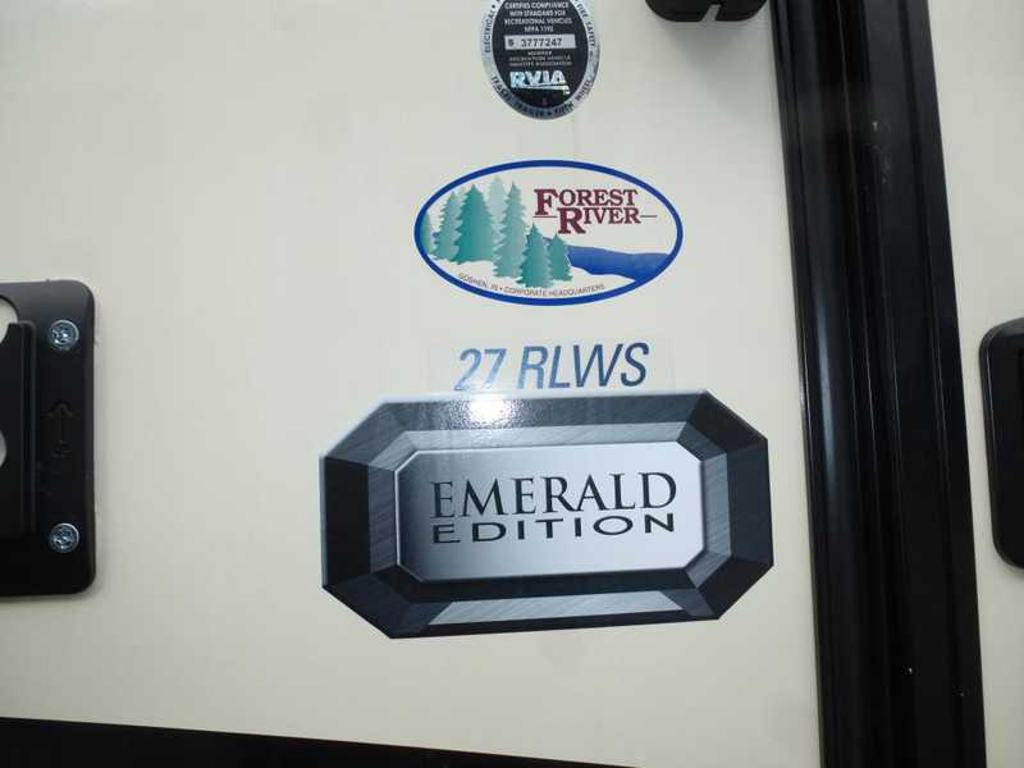 CERTIFIES COMPLIANCE
WITH STANDARD FOR
RECREATIONAL VEHICLES
NFPA 1192
3777247
RVIA
FOREST
RIVER
GOSHEN, IN • CORPORATE HEADQUARTERS
27 RLWS
EMERALD
EDITION